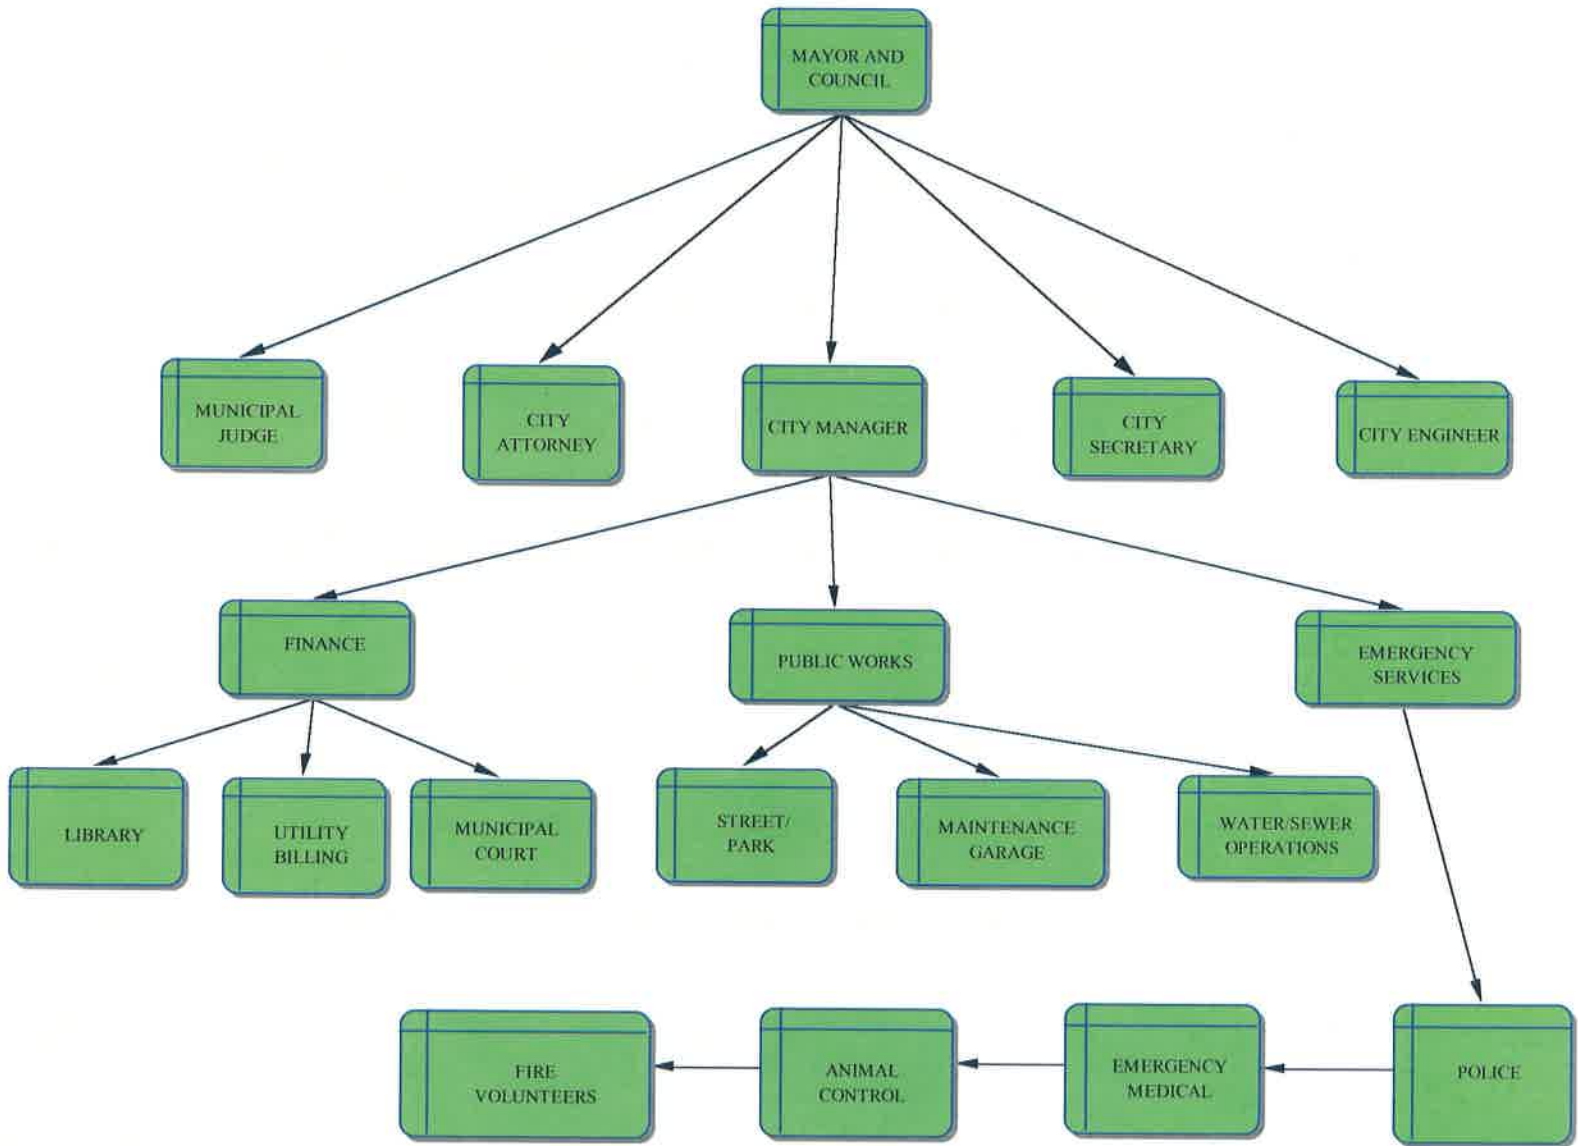 MAYOR AND
COUNCIL
MUNICIPAL
JUDGE
CITY
ATTORNEY
CITY MANAGER
CITY
SECRETARY
CITY ENGINEER
FINANCE
PUBLIC WORKS
EMERGENCY
SERVICES
LIBRARY
UTILITY
BILLING
MUNICIPAL
COURT
STREET/
PARK
MAINTENANCE
GARAGE
WATER/SEWER
OPERATIONS
FIRE
VOLUNTEERS
ANIMAL
CONTROL
EMERGENCY
MEDICAL
POLICE